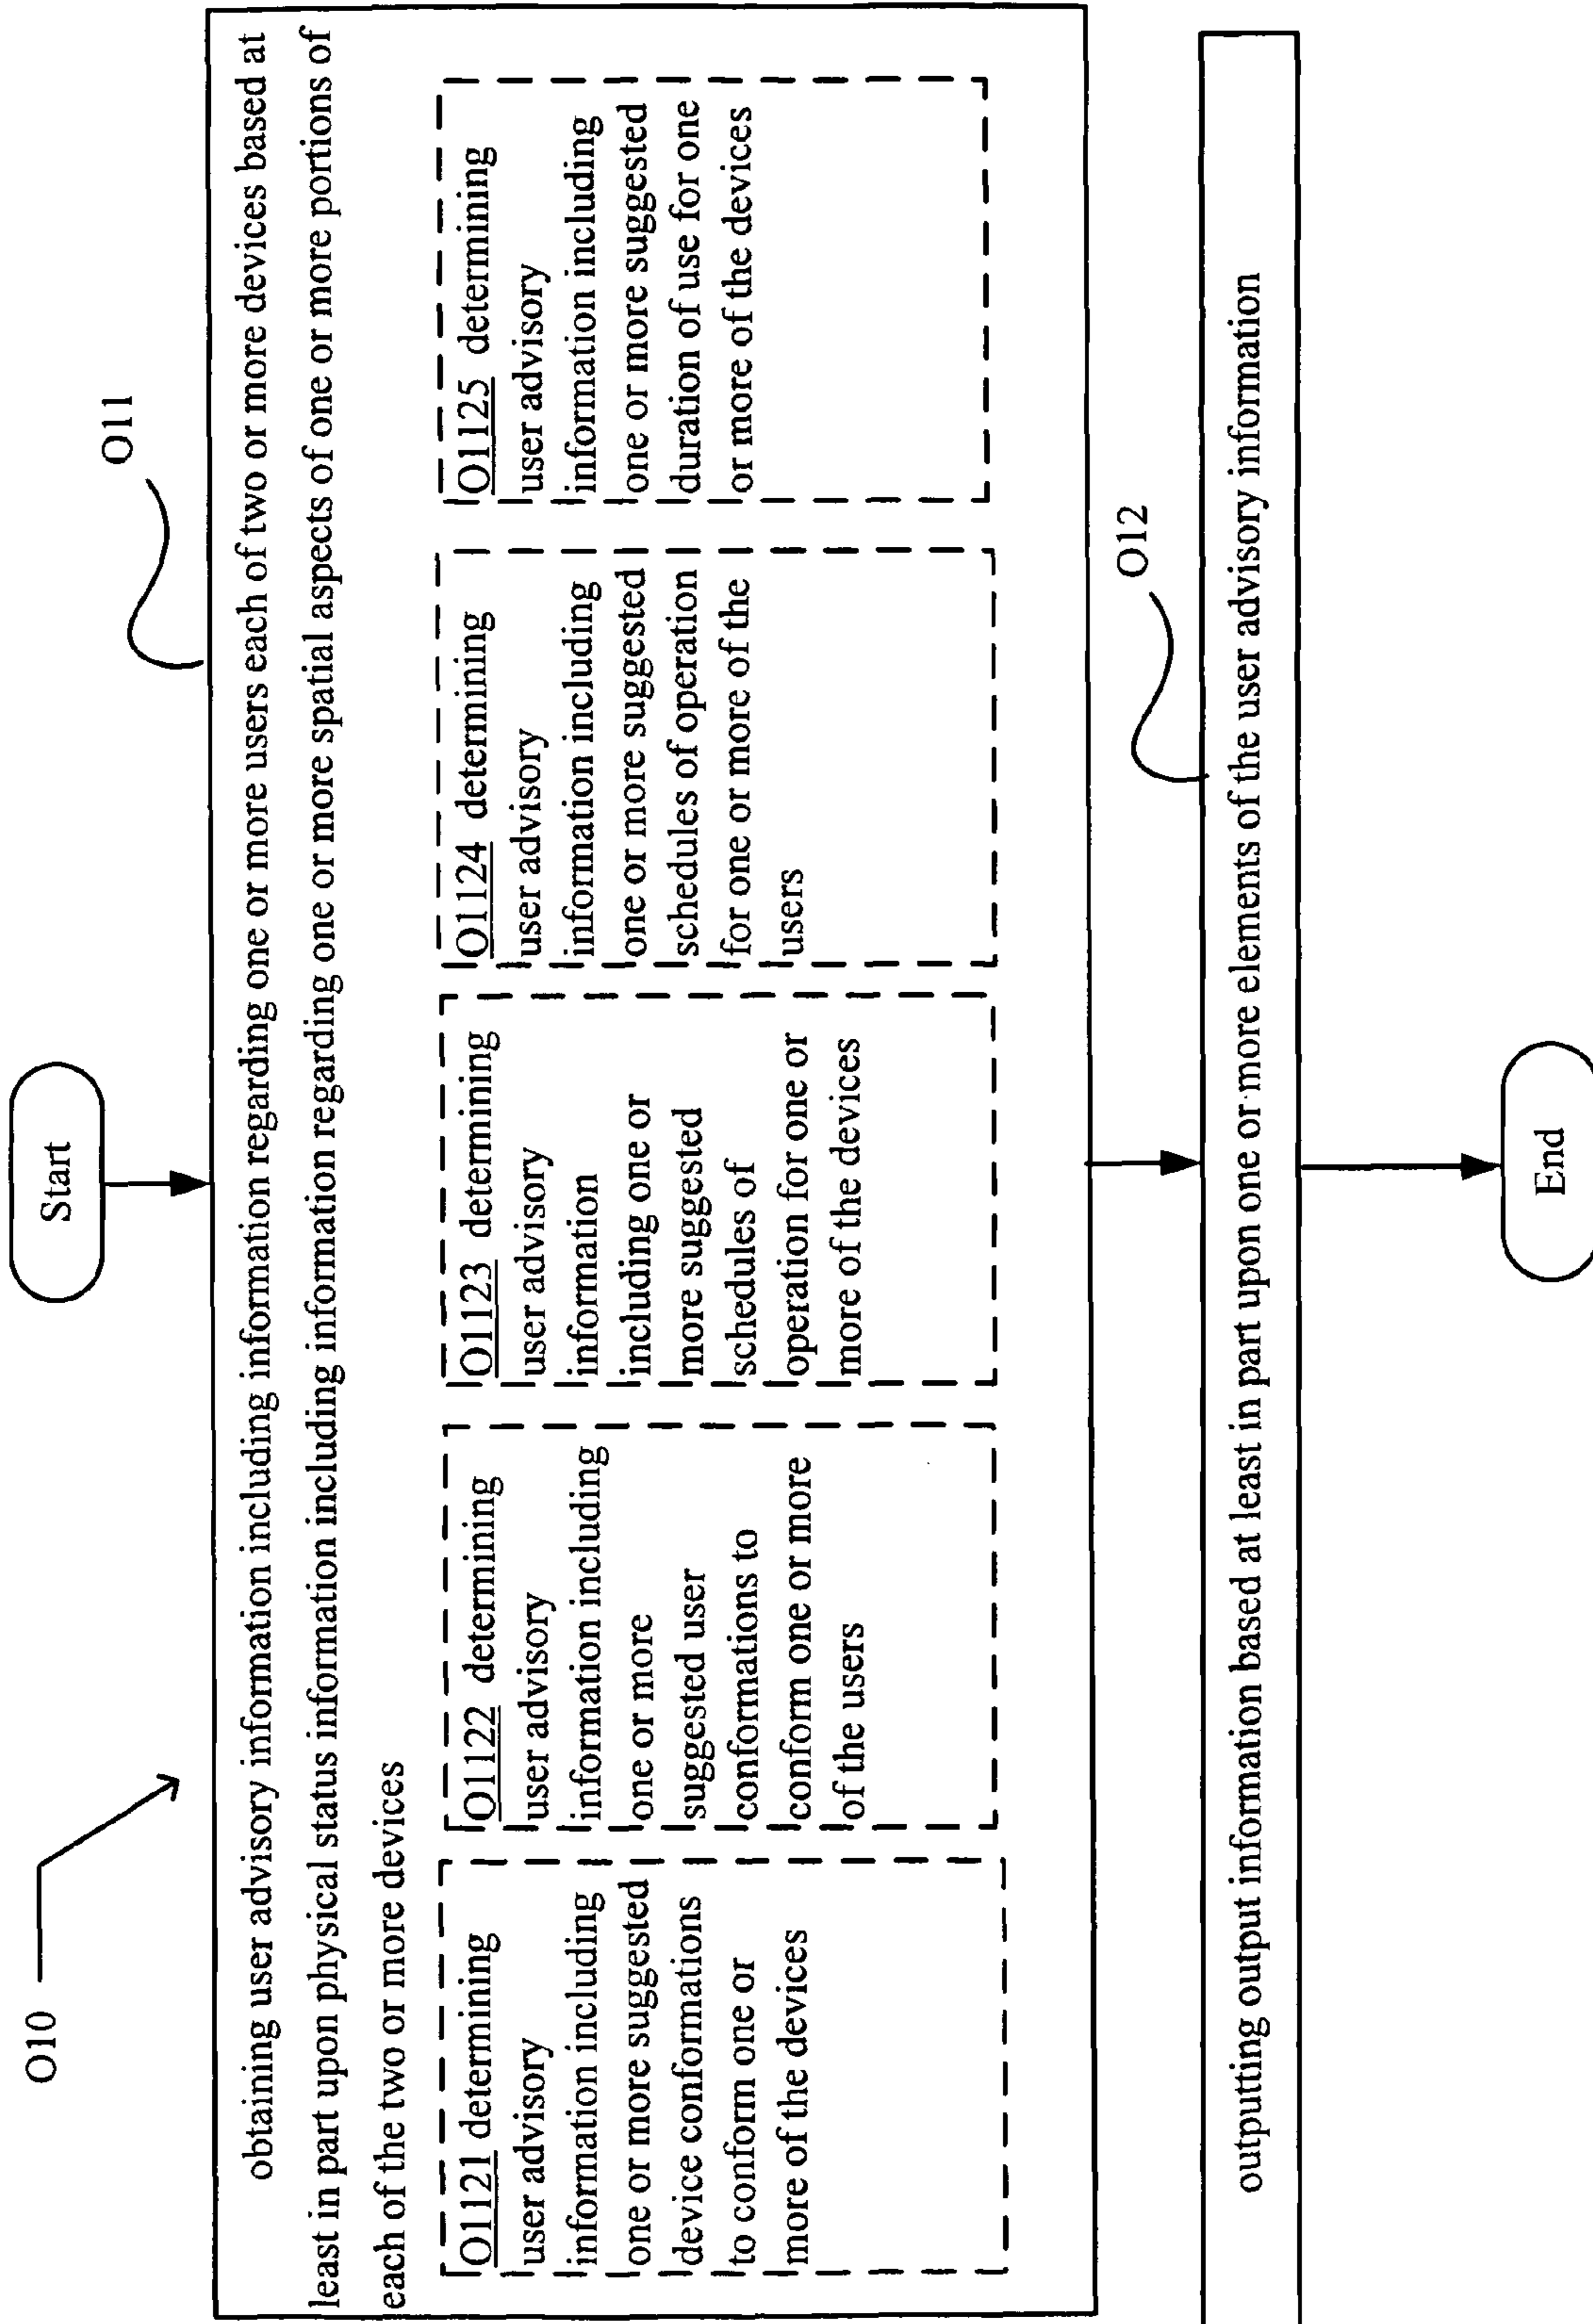 O10
Start
O11
obtaining user advisory information including information regarding one or more users each of two or more devices based at
least in part upon physical status information including information regarding one or more spatial aspects of one or more portions of
each of the two or more devices
O1121 determining
user advisory
information including
one or more suggested
device conformations
to conform one or
more of the devices
O1122 determining
user advisory
information including
one or more
suggested user
conformations to
conform one or more
of the users
O1123 determining
user advisory
information
including one or
more suggested
schedules of
operation for one or
more of the devices
O1124 determining
user advisory
information including
one or more suggested
schedules of operation
for one or more of the
users
O1125 determining
user advisory
information including
one or more suggested
duration of use for one
or more of the devices
O12
outputting output information based at least in part upon one or more elements of the user advisory information
End